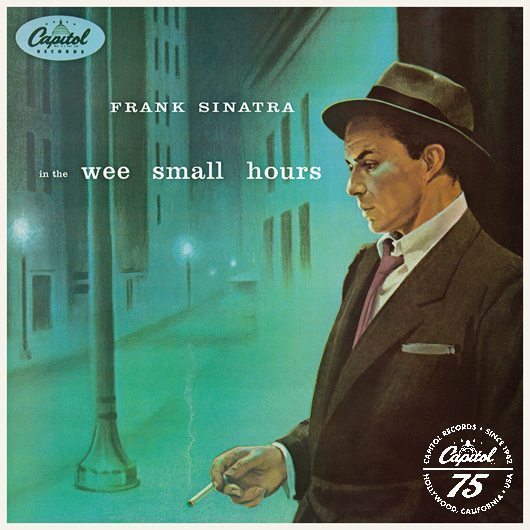 Capitol
RECORDS
FRANK SINATRA
in the wee small hours
CAPITOL RECORDS • SINCE 1942
Capitol
75
HOLLYWOOD, CALIFORNIA • USA